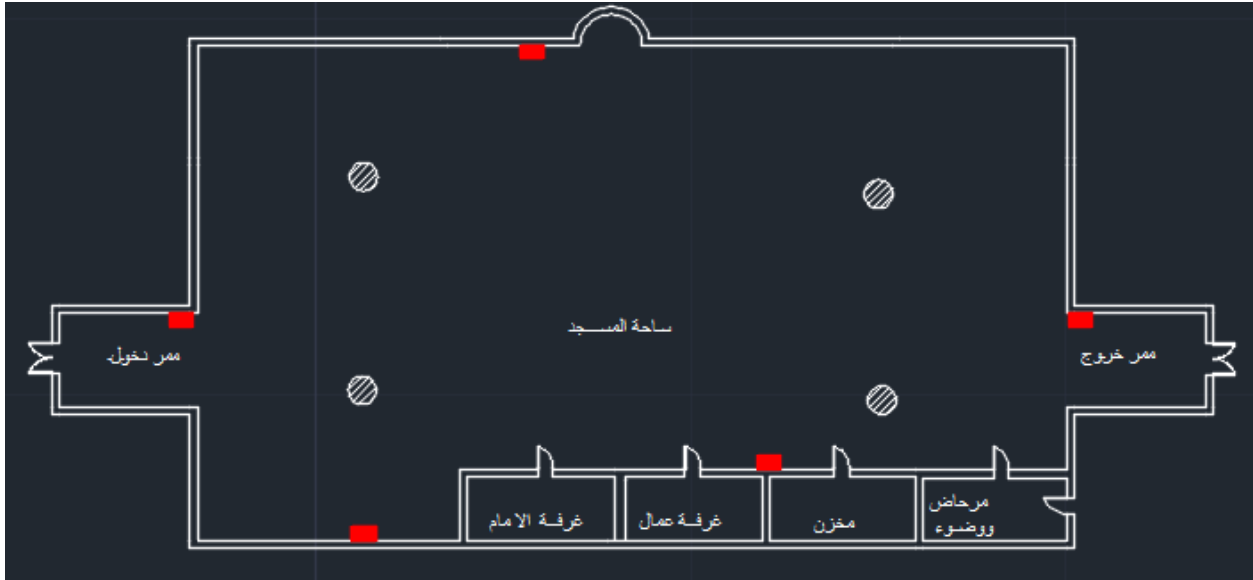 ساحة المسجد
ممر دخول
ممر خروج
غرفة الامام
غرفة عمال
مخزن
مرحاض
ووضوء